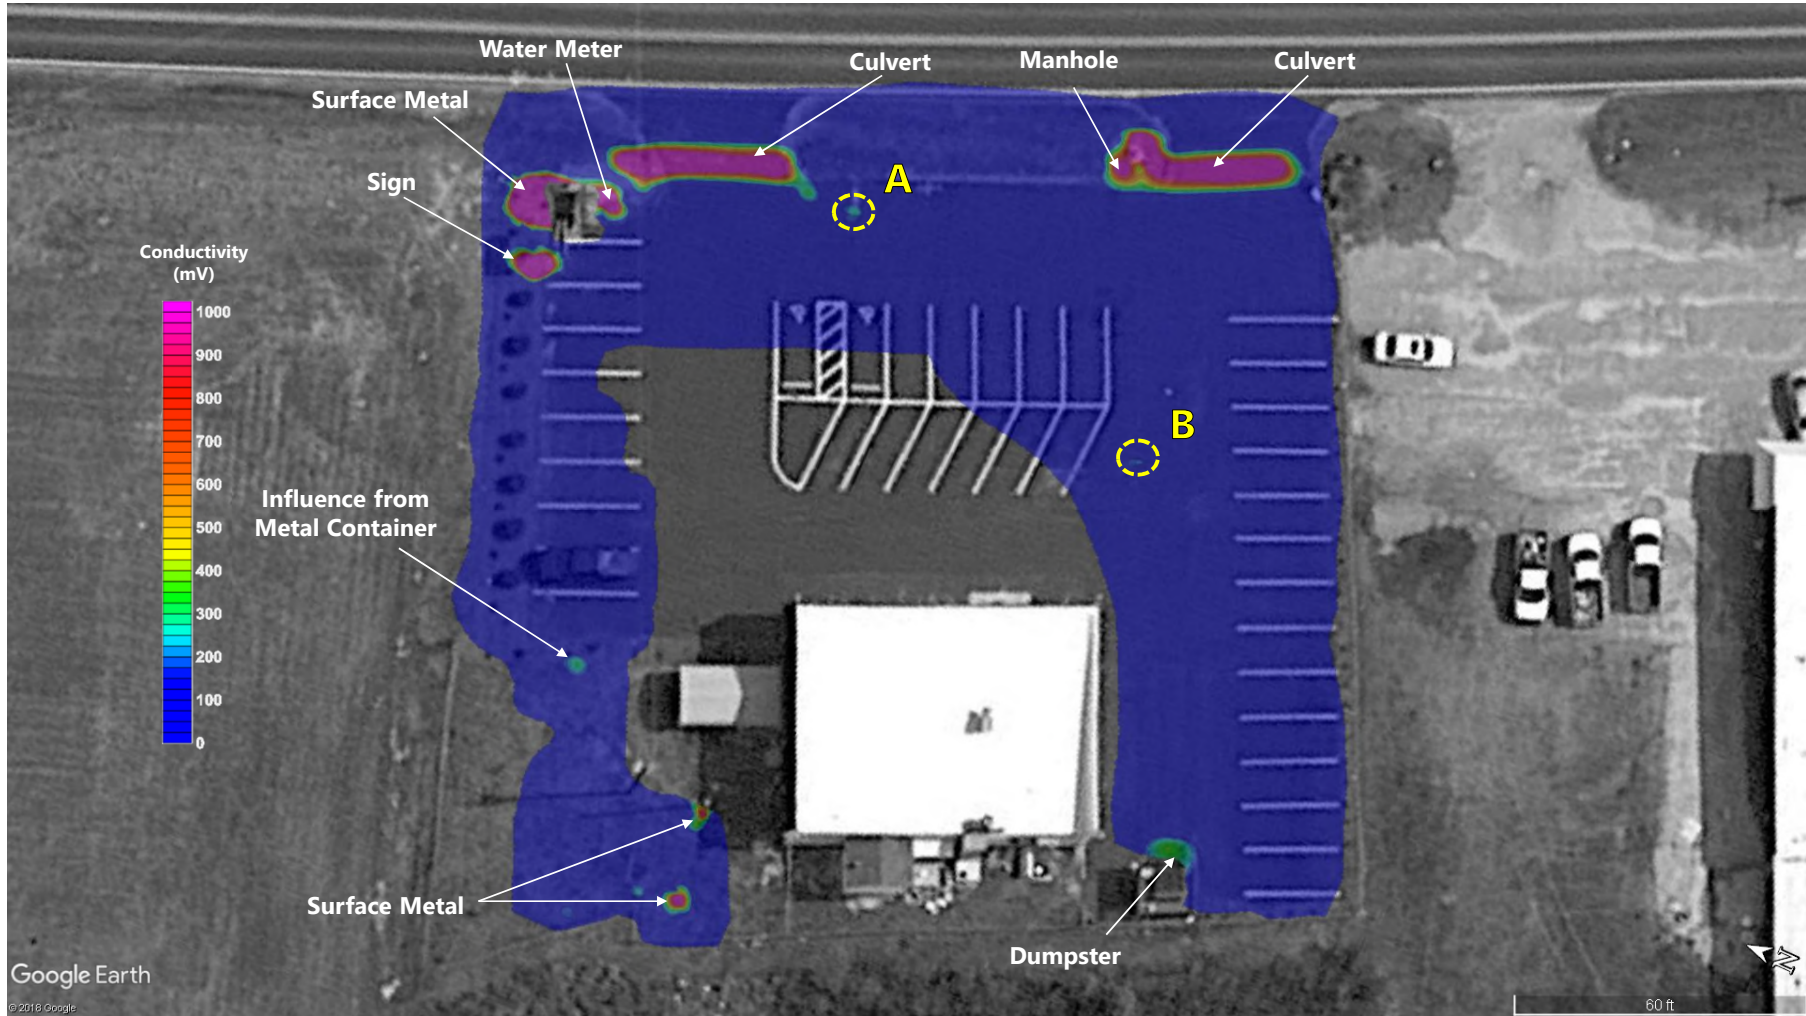 Water Meter
Culvert
Manhole
Culvert
Surface Metal
Sign
A
Conductivity
(mV)
1000
900
800
700
600
500
400
300
200
100
0
B
Influence from
Metal Container
Surface Metal
Dumpster
N
Google Earth
© 2018 Google
60 ft